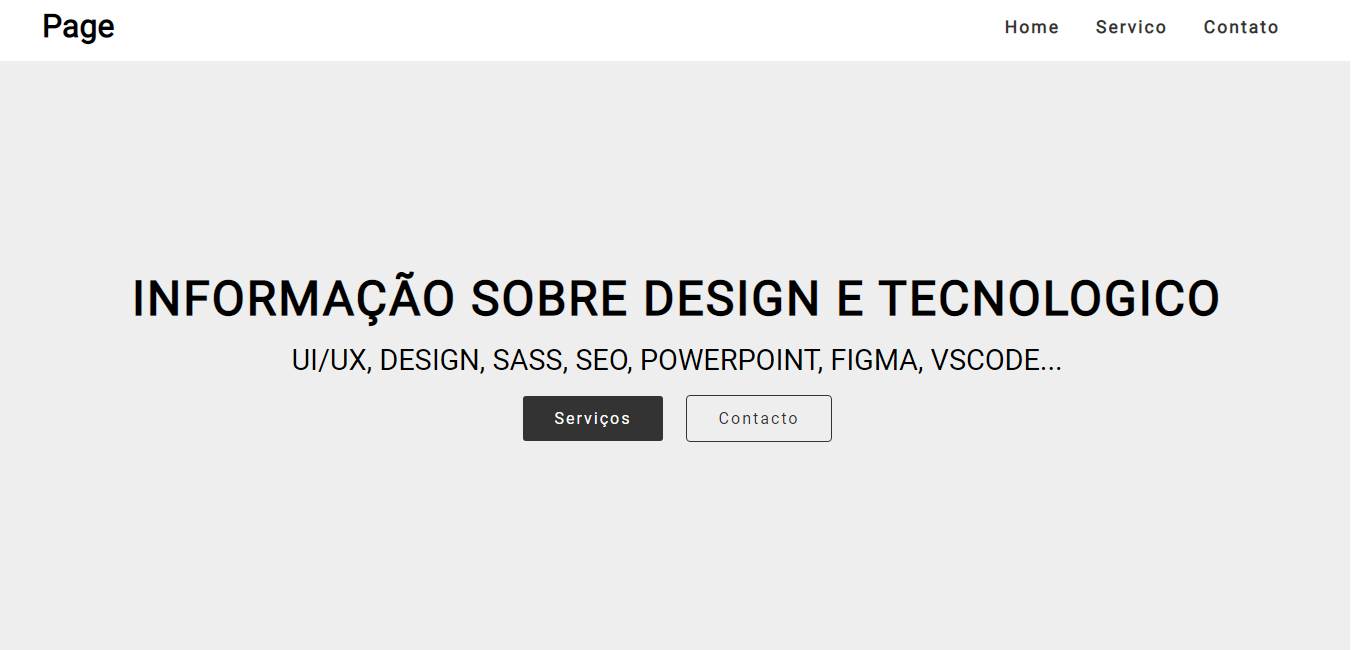 Page
Home Servico Contato
INFORMAÇÃO SOBRE DESIGN E TECNOLOGICO
UI/UX, DESIGN, SASS, SEO, POWERPOINT, FIGMA, VSCODE...
Serviços Contacto